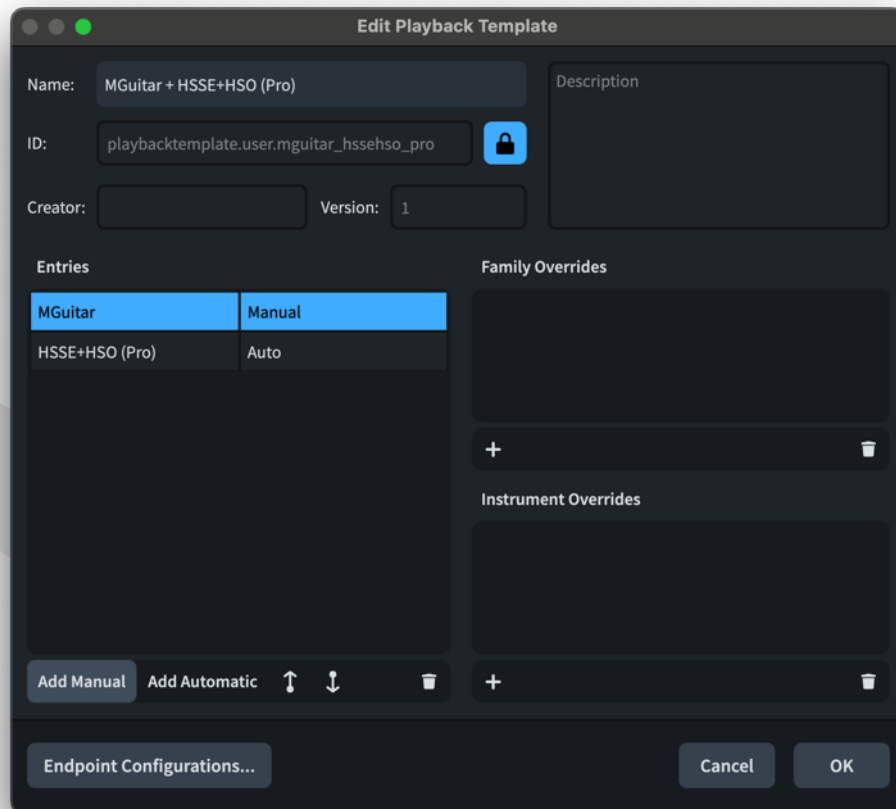 Edit Playback Template
Name: MGuitar + HSSE+HSO (Pro)
Description
ID: playbacktemplate.user.mguitar_hssehso_pro
Creator: Version: 1
Entries
Family Overrides
MGuitar Manual
HSSE+HSO (Pro) Auto
Instrument Overrides
Add Manual Add Automatic
Endpoint Configurations... Cancel OK